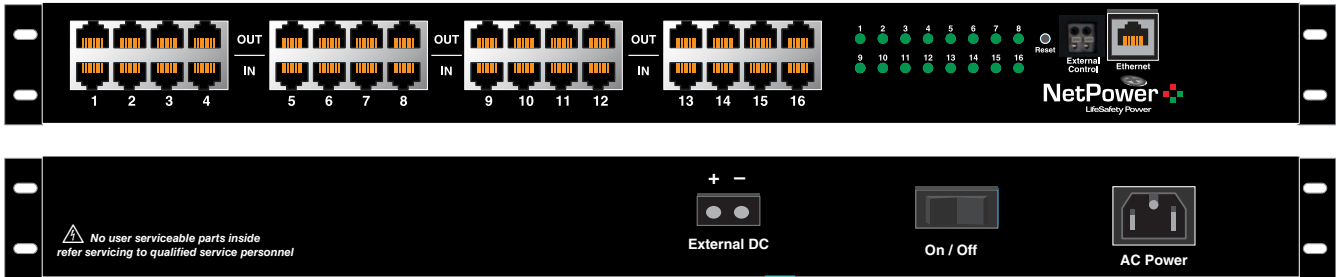 OUT OUT OUT
IN IN IN
1 2 3 4 5 6 7 8 9 10 11 12 13 14 15 16
1 2 3 4 5 6 7 8
9 10 11 12 13 14 15 16
Reset
External
Control
Ethernet
NetPower
LifeSafety Power
+ −
No user serviceable parts inside
refer servicing to qualified service personnel
External DC
On / Off
AC Power